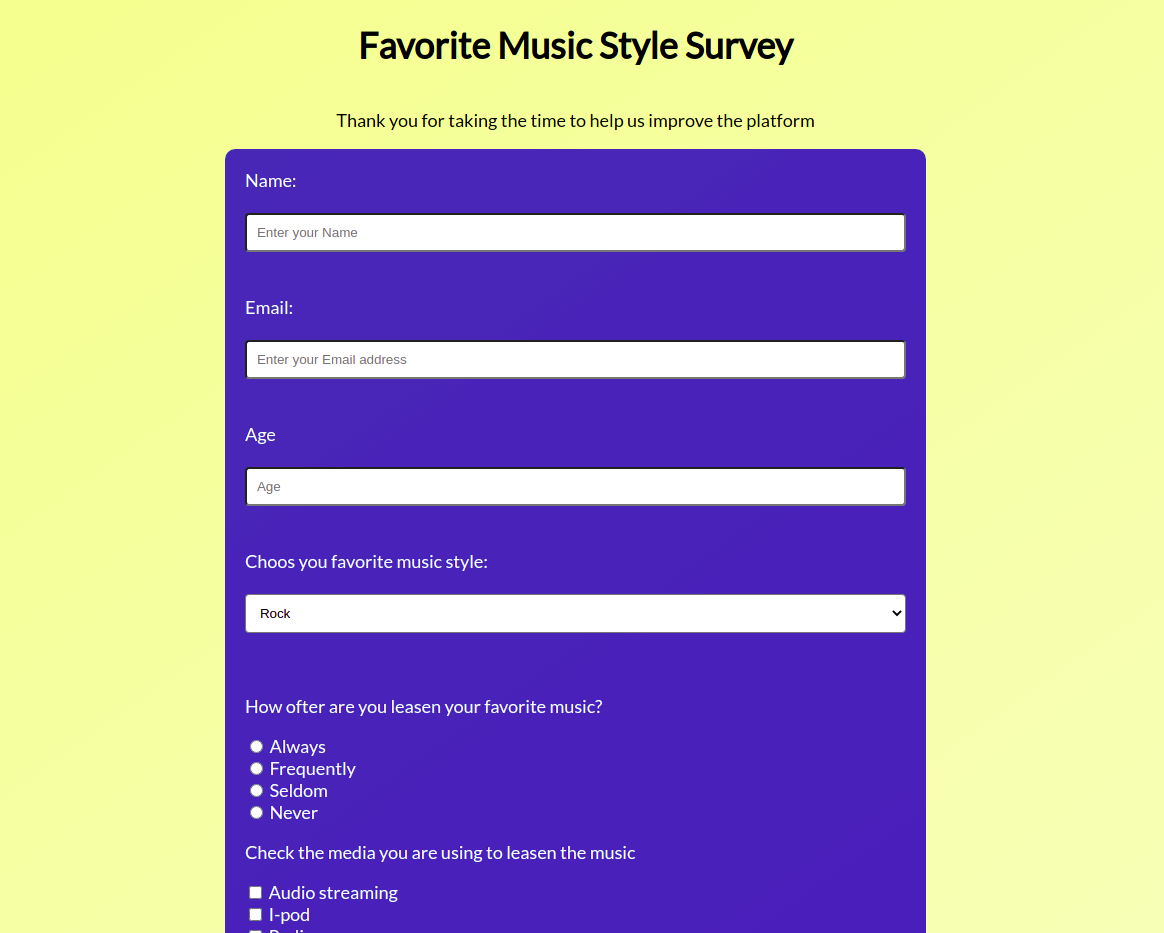 Favorite Music Style Survey
Thank you for taking the time to help us improve the platform
Name:
Enter your Name
Email:
Enter your Email address
Age
Age
Choos you favorite music style:
Rock
How ofter are you leasen your favorite music?
Always
Frequently
Seldom
Never
Check the media you are using to leasen the music
Audio streaming
I-pod